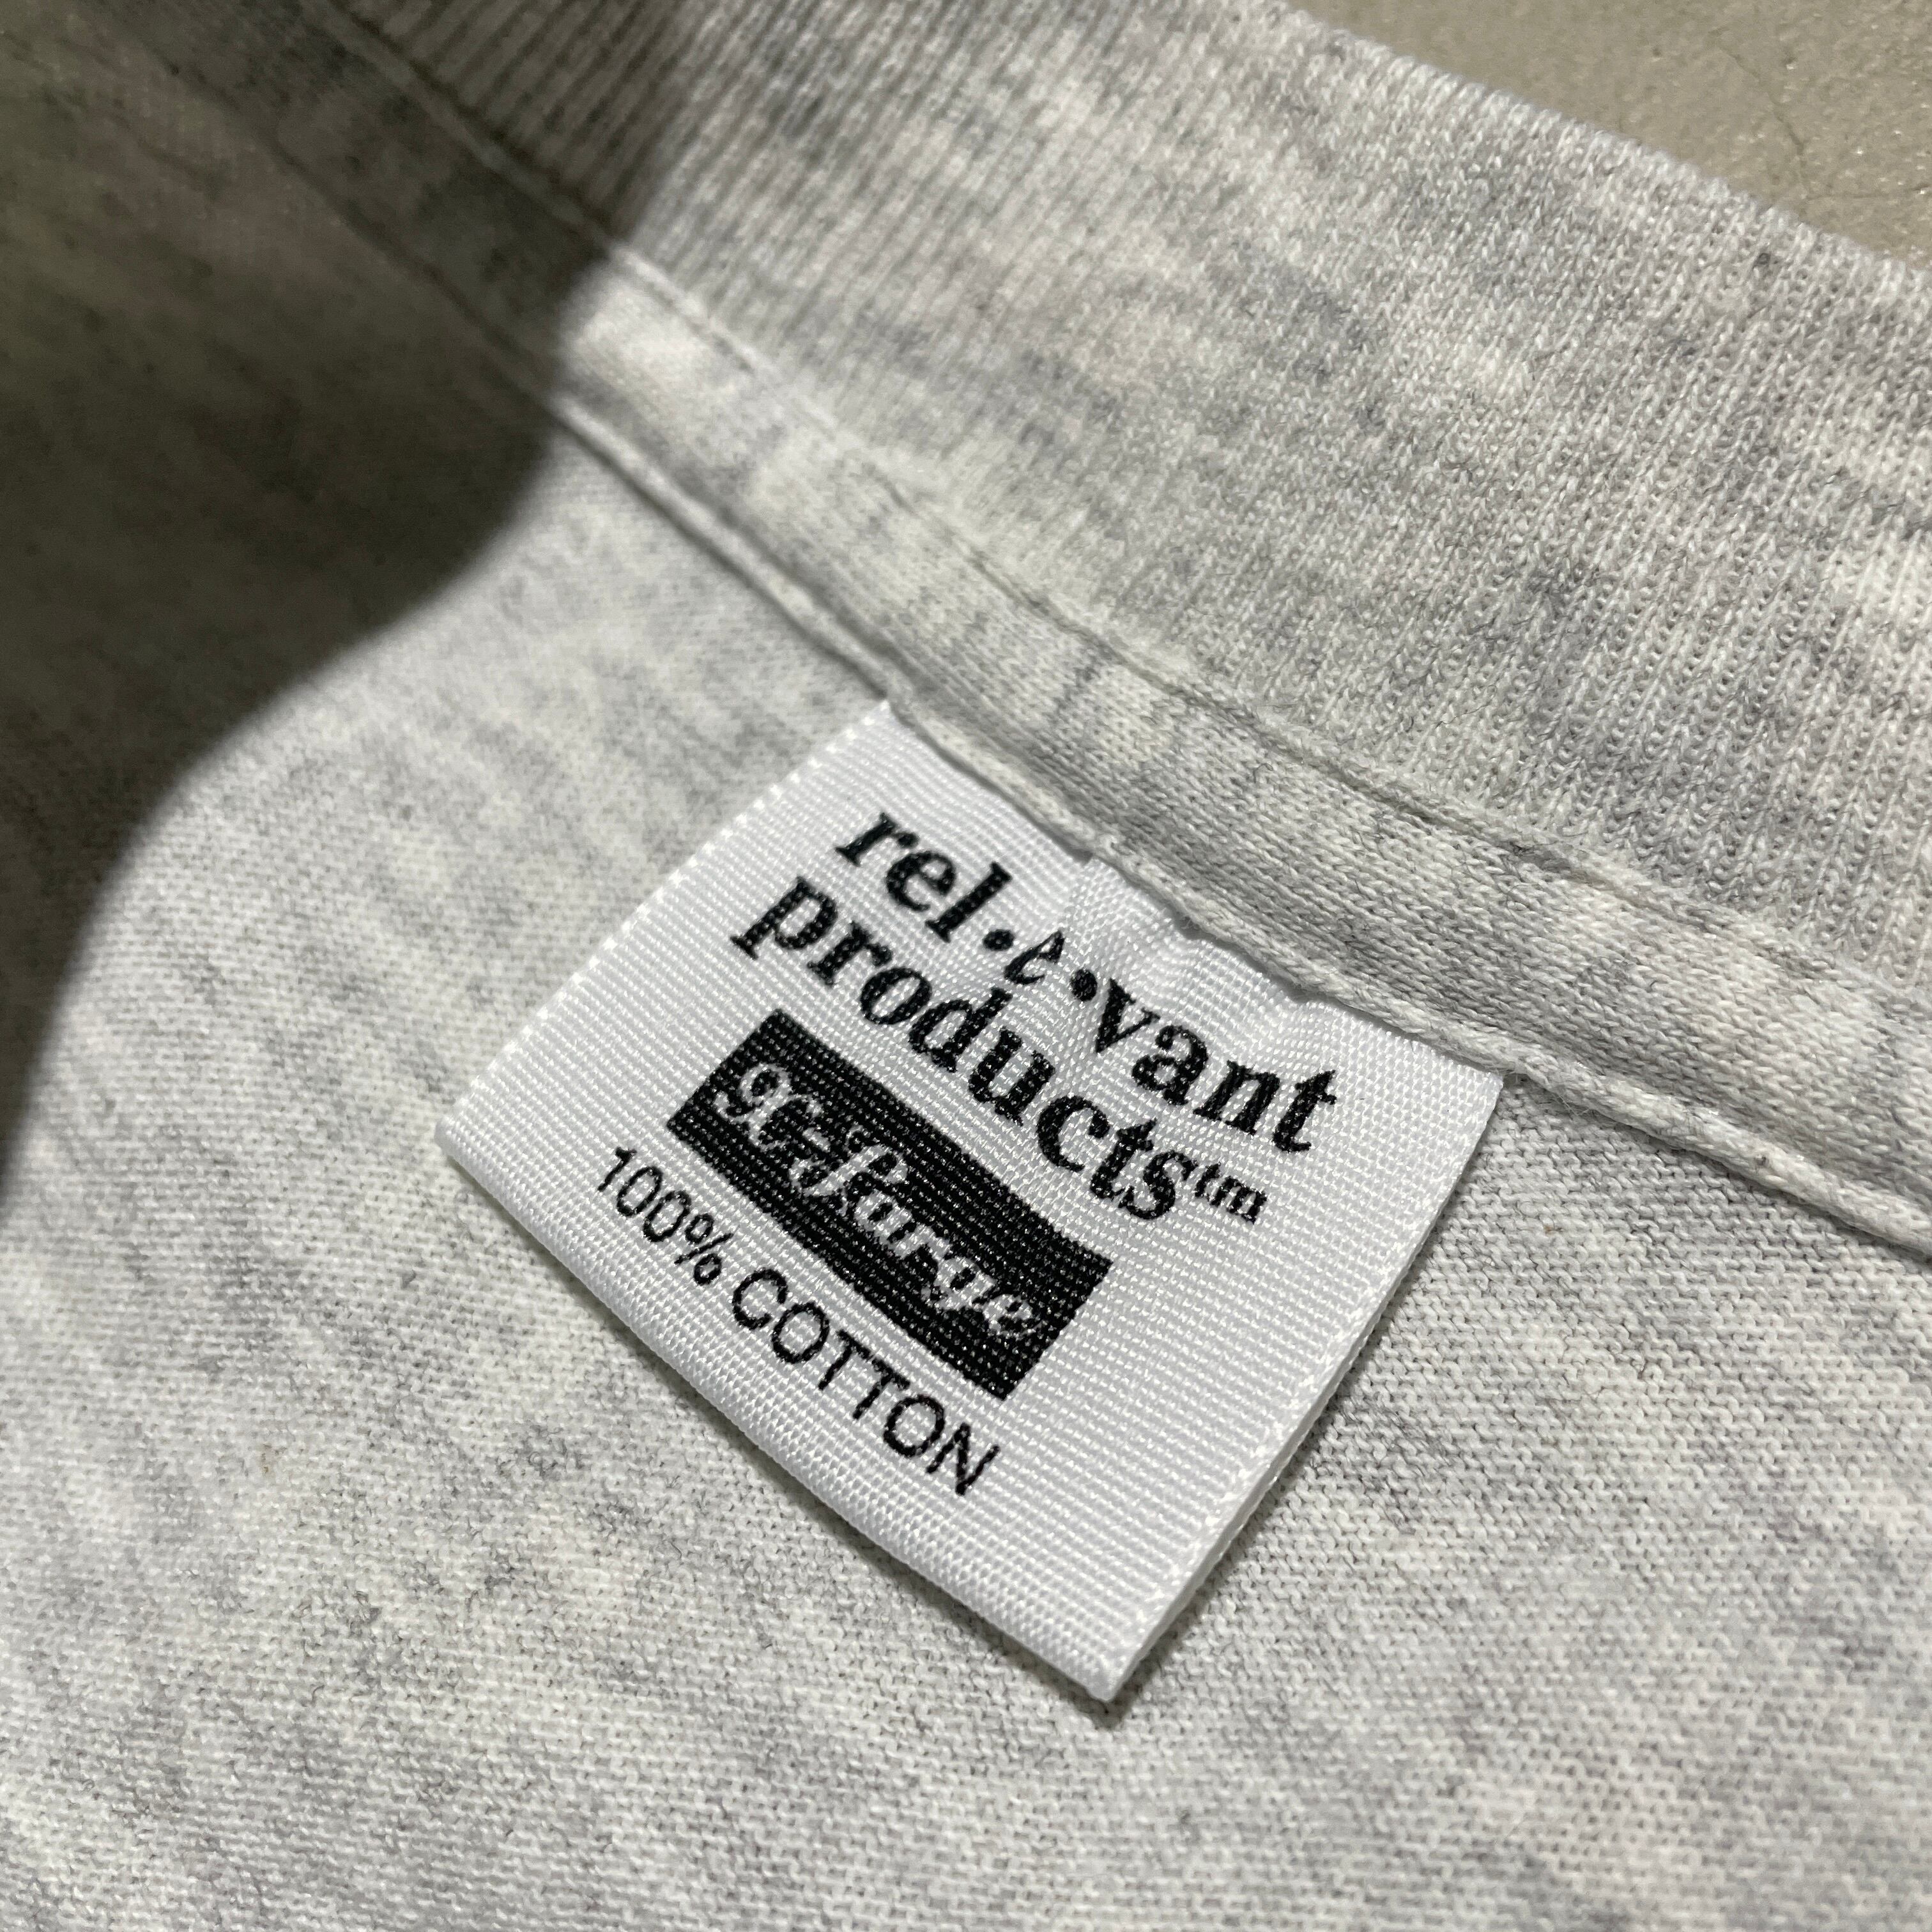 rel•e•vant
products™
X-Large
100% COTTON